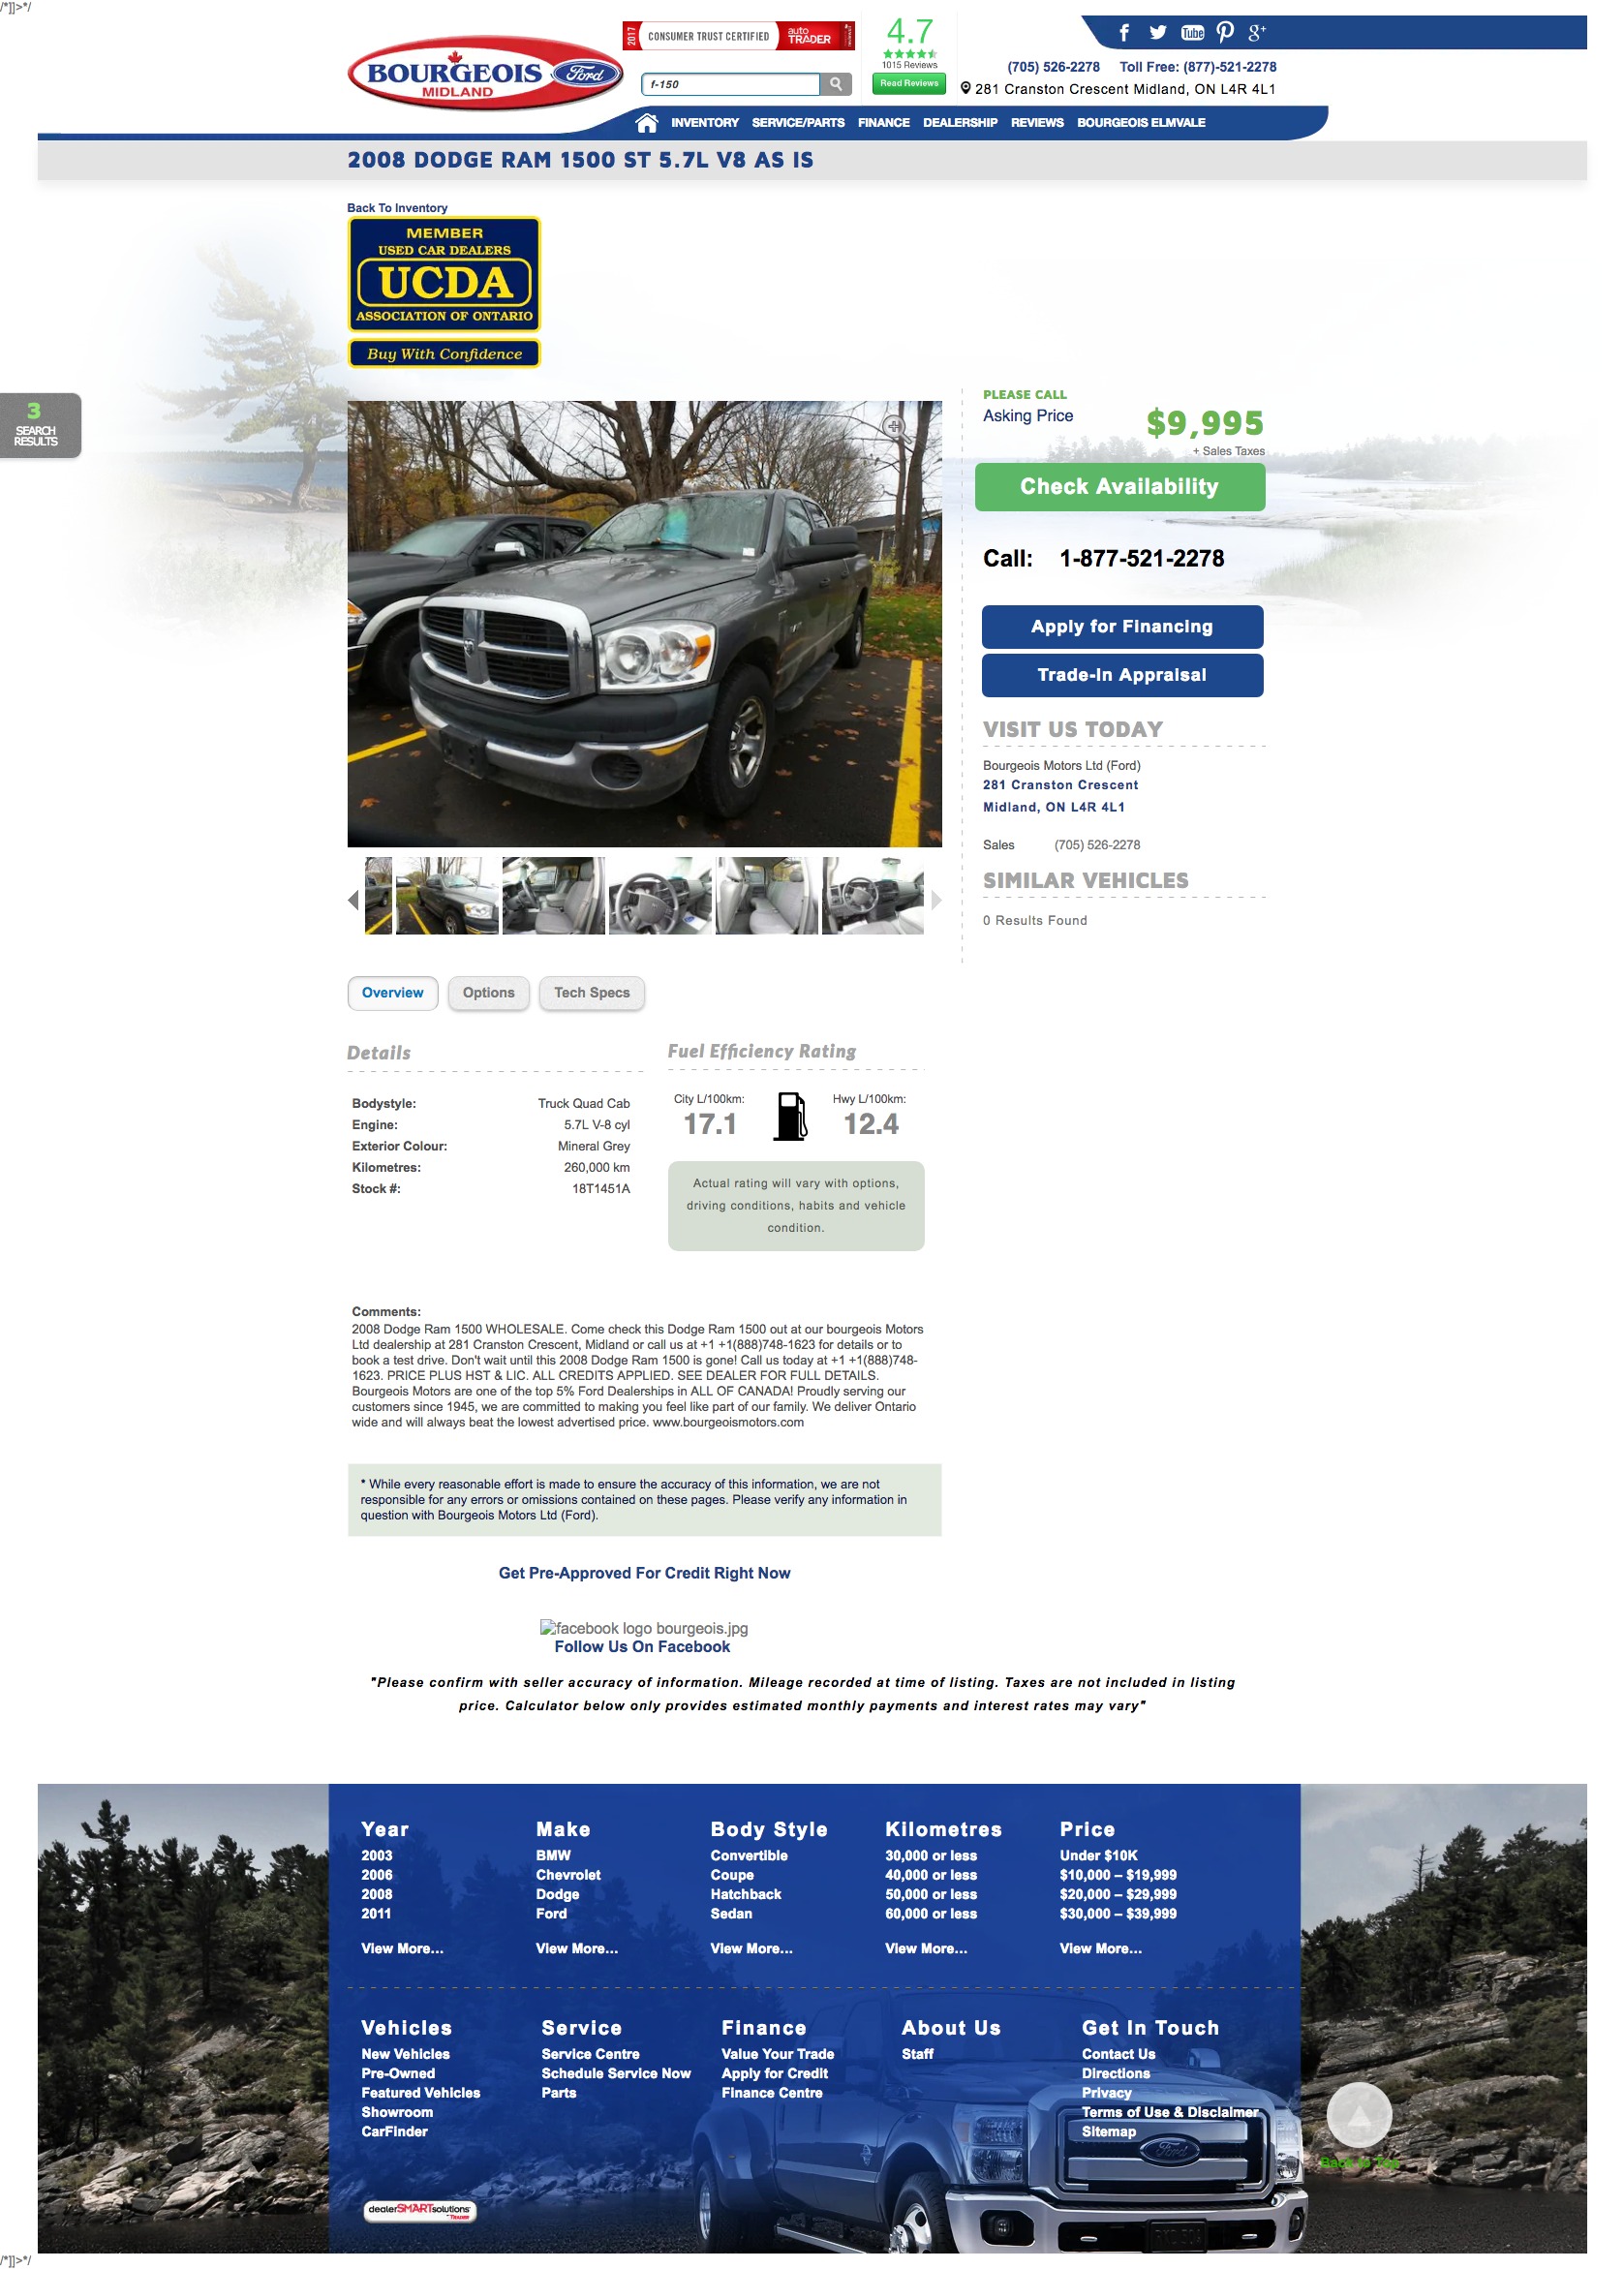 /*]]>*/
BOURGEOIS
MIDLAND
Ford
2017 CONSUMER TRUST CERTIFIED auto TRADER
f-150
4.7
1015 Reviews
Read Reviews
f Tube g+
(705) 526-2278 Toll Free: (877)-521-2278
281 Cranston Crescent Midland, ON L4R 4L1
INVENTORY SERVICE/PARTS FINANCE DEALERSHIP REVIEWS BOURGEOIS ELMVALE
2008 DODGE RAM 1500 ST 5.7L V8 AS IS
Back To Inventory
MEMBER
USED CAR DEALERS
UCDA
ASSOCIATION OF ONTARIO
Buy With Confidence
3
SEARCH
RESULTS
PLEASE CALL
Asking Price $9,995
+ Sales Taxes
Check Availability
Call: 1-877-521-2278
Apply for Financing
Trade-In Appraisal
VISIT US TODAY
Bourgeois Motors Ltd (Ford)
281 Cranston Crescent
Midland, ON L4R 4L1
Sales (705) 526-2278
SIMILAR VEHICLES
0 Results Found
Overview Options Tech Specs
Details
Bodystyle: Truck Quad Cab
Engine: 5.7L V-8 cyl
Exterior Colour: Mineral Grey
Kilometres: 260,000 km
Stock #: 18T1451A
Fuel Efficiency Rating
City L/100km: Hwy L/100km:
17.1 12.4
Actual rating will vary with options,
driving conditions, habits and vehicle
condition.
Comments:
2008 Dodge Ram 1500 WHOLESALE. Come check this Dodge Ram 1500 out at our bourgeois Motors
Ltd dealership at 281 Cranston Crescent, Midland or call us at +1 +1(888)748-1623 for details or to
book a test drive. Don't wait until this 2008 Dodge Ram 1500 is gone! Call us today at +1 +1(888)748-
1623. PRICE PLUS HST & LIC. ALL CREDITS APPLIED. SEE DEALER FOR FULL DETAILS.
Bourgeois Motors are one of the top 5% Ford Dealerships in ALL OF CANADA! Proudly serving our
customers since 1945, we are committed to making you feel like part of our family. We deliver Ontario
wide and will always beat the lowest advertised price. www.bourgeoismotors.com
* While every reasonable effort is made to ensure the accuracy of this information, we are not
responsible for any errors or omissions contained on these pages. Please verify any information in
question with Bourgeois Motors Ltd (Ford).
Get Pre-Approved For Credit Right Now
facebook logo bourgeois.jpg
Follow Us On Facebook
"Please confirm with seller accuracy of information. Mileage recorded at time of listing. Taxes are not included in listing
price. Calculator below only provides estimated monthly payments and interest rates may vary"
Year Make Body Style Kilometres Price
2003 BMW Convertible 30,000 or less Under $10K
2006 Chevrolet Coupe 40,000 or less $10,000 – $19,999
2008 Dodge Hatchback 50,000 or less $20,000 – $29,999
2011 Ford Sedan 60,000 or less $30,000 – $39,999
View More... View More... View More... View More... View More...
Vehicles Service Finance About Us Get In Touch
New Vehicles Service Centre Value Your Trade Staff Contact Us
Pre-Owned Schedule Service Now Apply for Credit Directions
Featured Vehicles Parts Finance Centre Privacy
Showroom Terms of Use & Disclaimer
CarFinder Sitemap
Ford
Back to Top
dealerSMARTsolutions
by TRADER
/*]]>*/